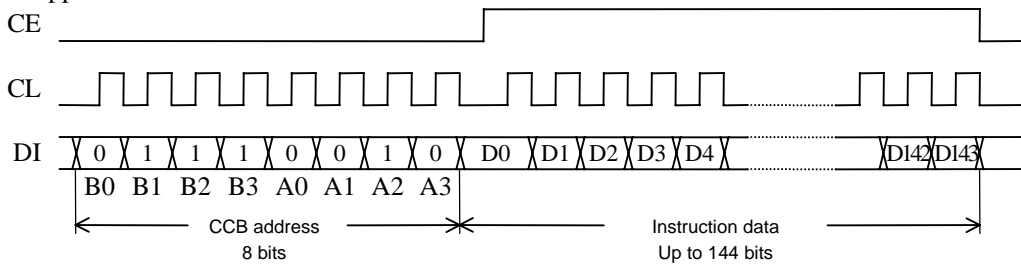 CE
CL
DI 0 1 1 1 0 0 1 0 D0 D1 D2 D3 D4 D142 D143
B0 B1 B2 B3 A0 A1 A2 A3
CCB address Instruction data
8 bits Up to 144 bits